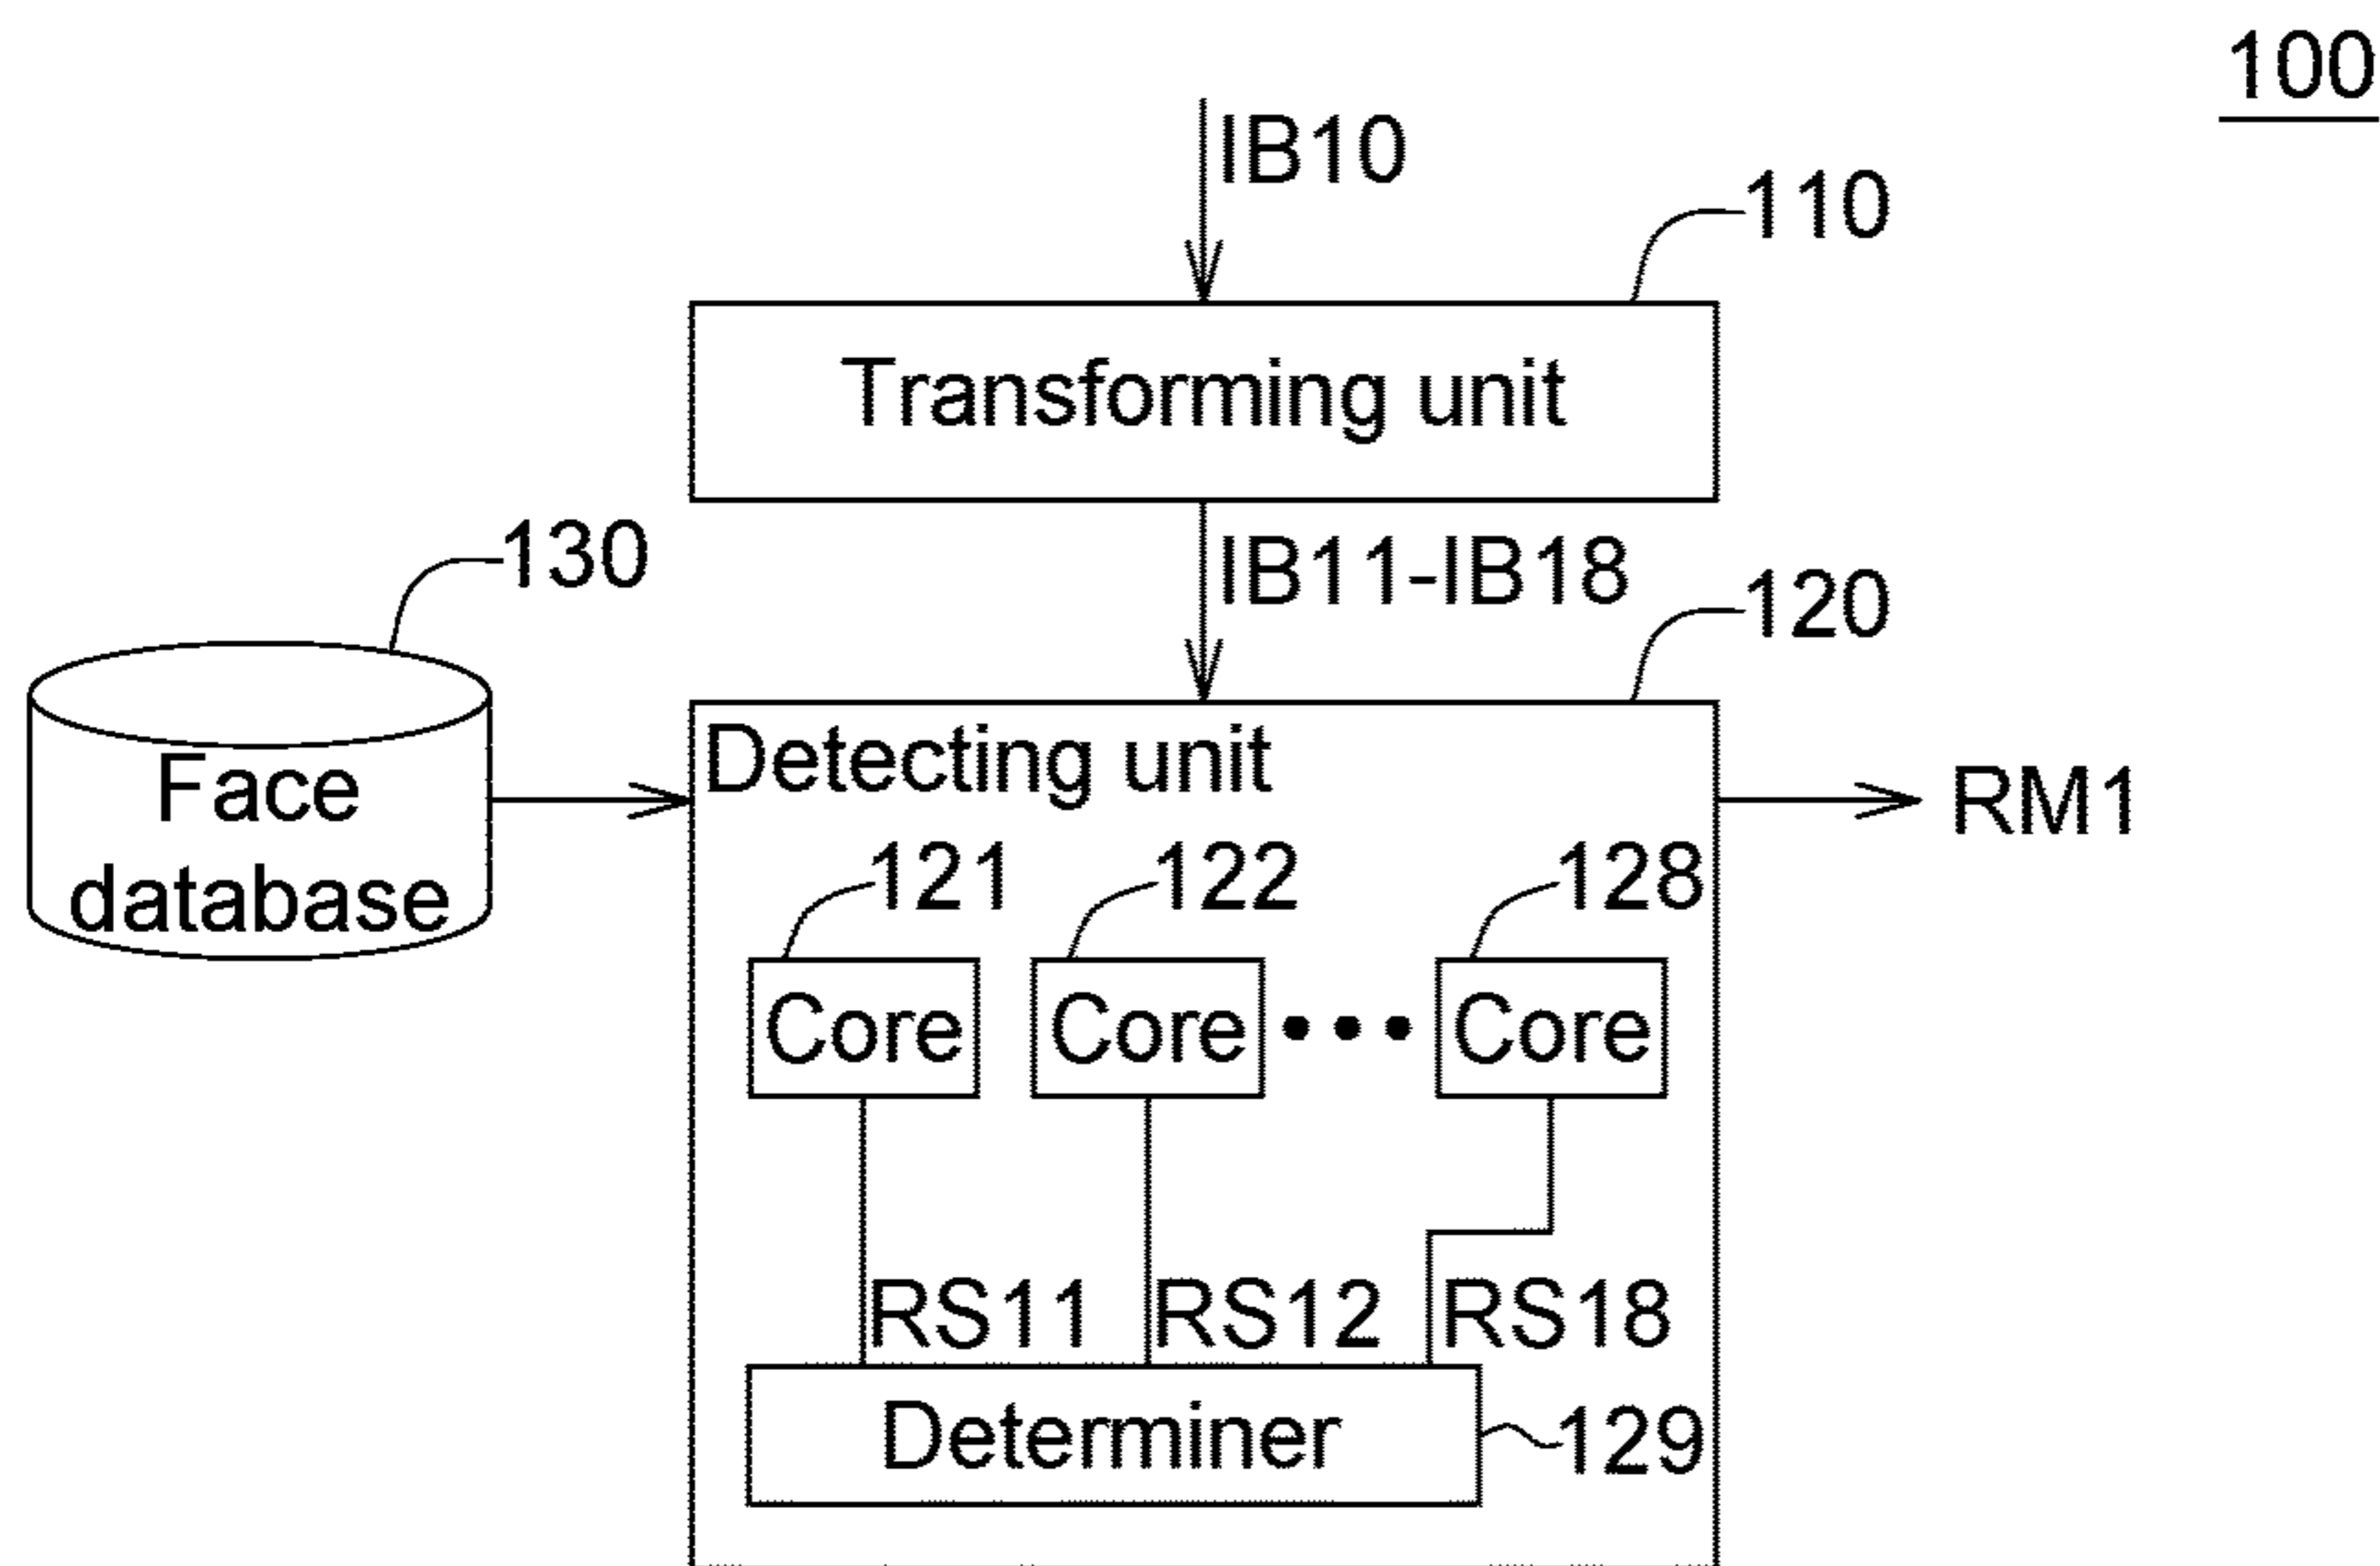 100
IB10
110
Transforming unit
130
IB11-IB18
120
Detecting unit
Face
database
RM1
121
122
128
Core
Core
Core
RS11
RS12
RS18
Determiner
129